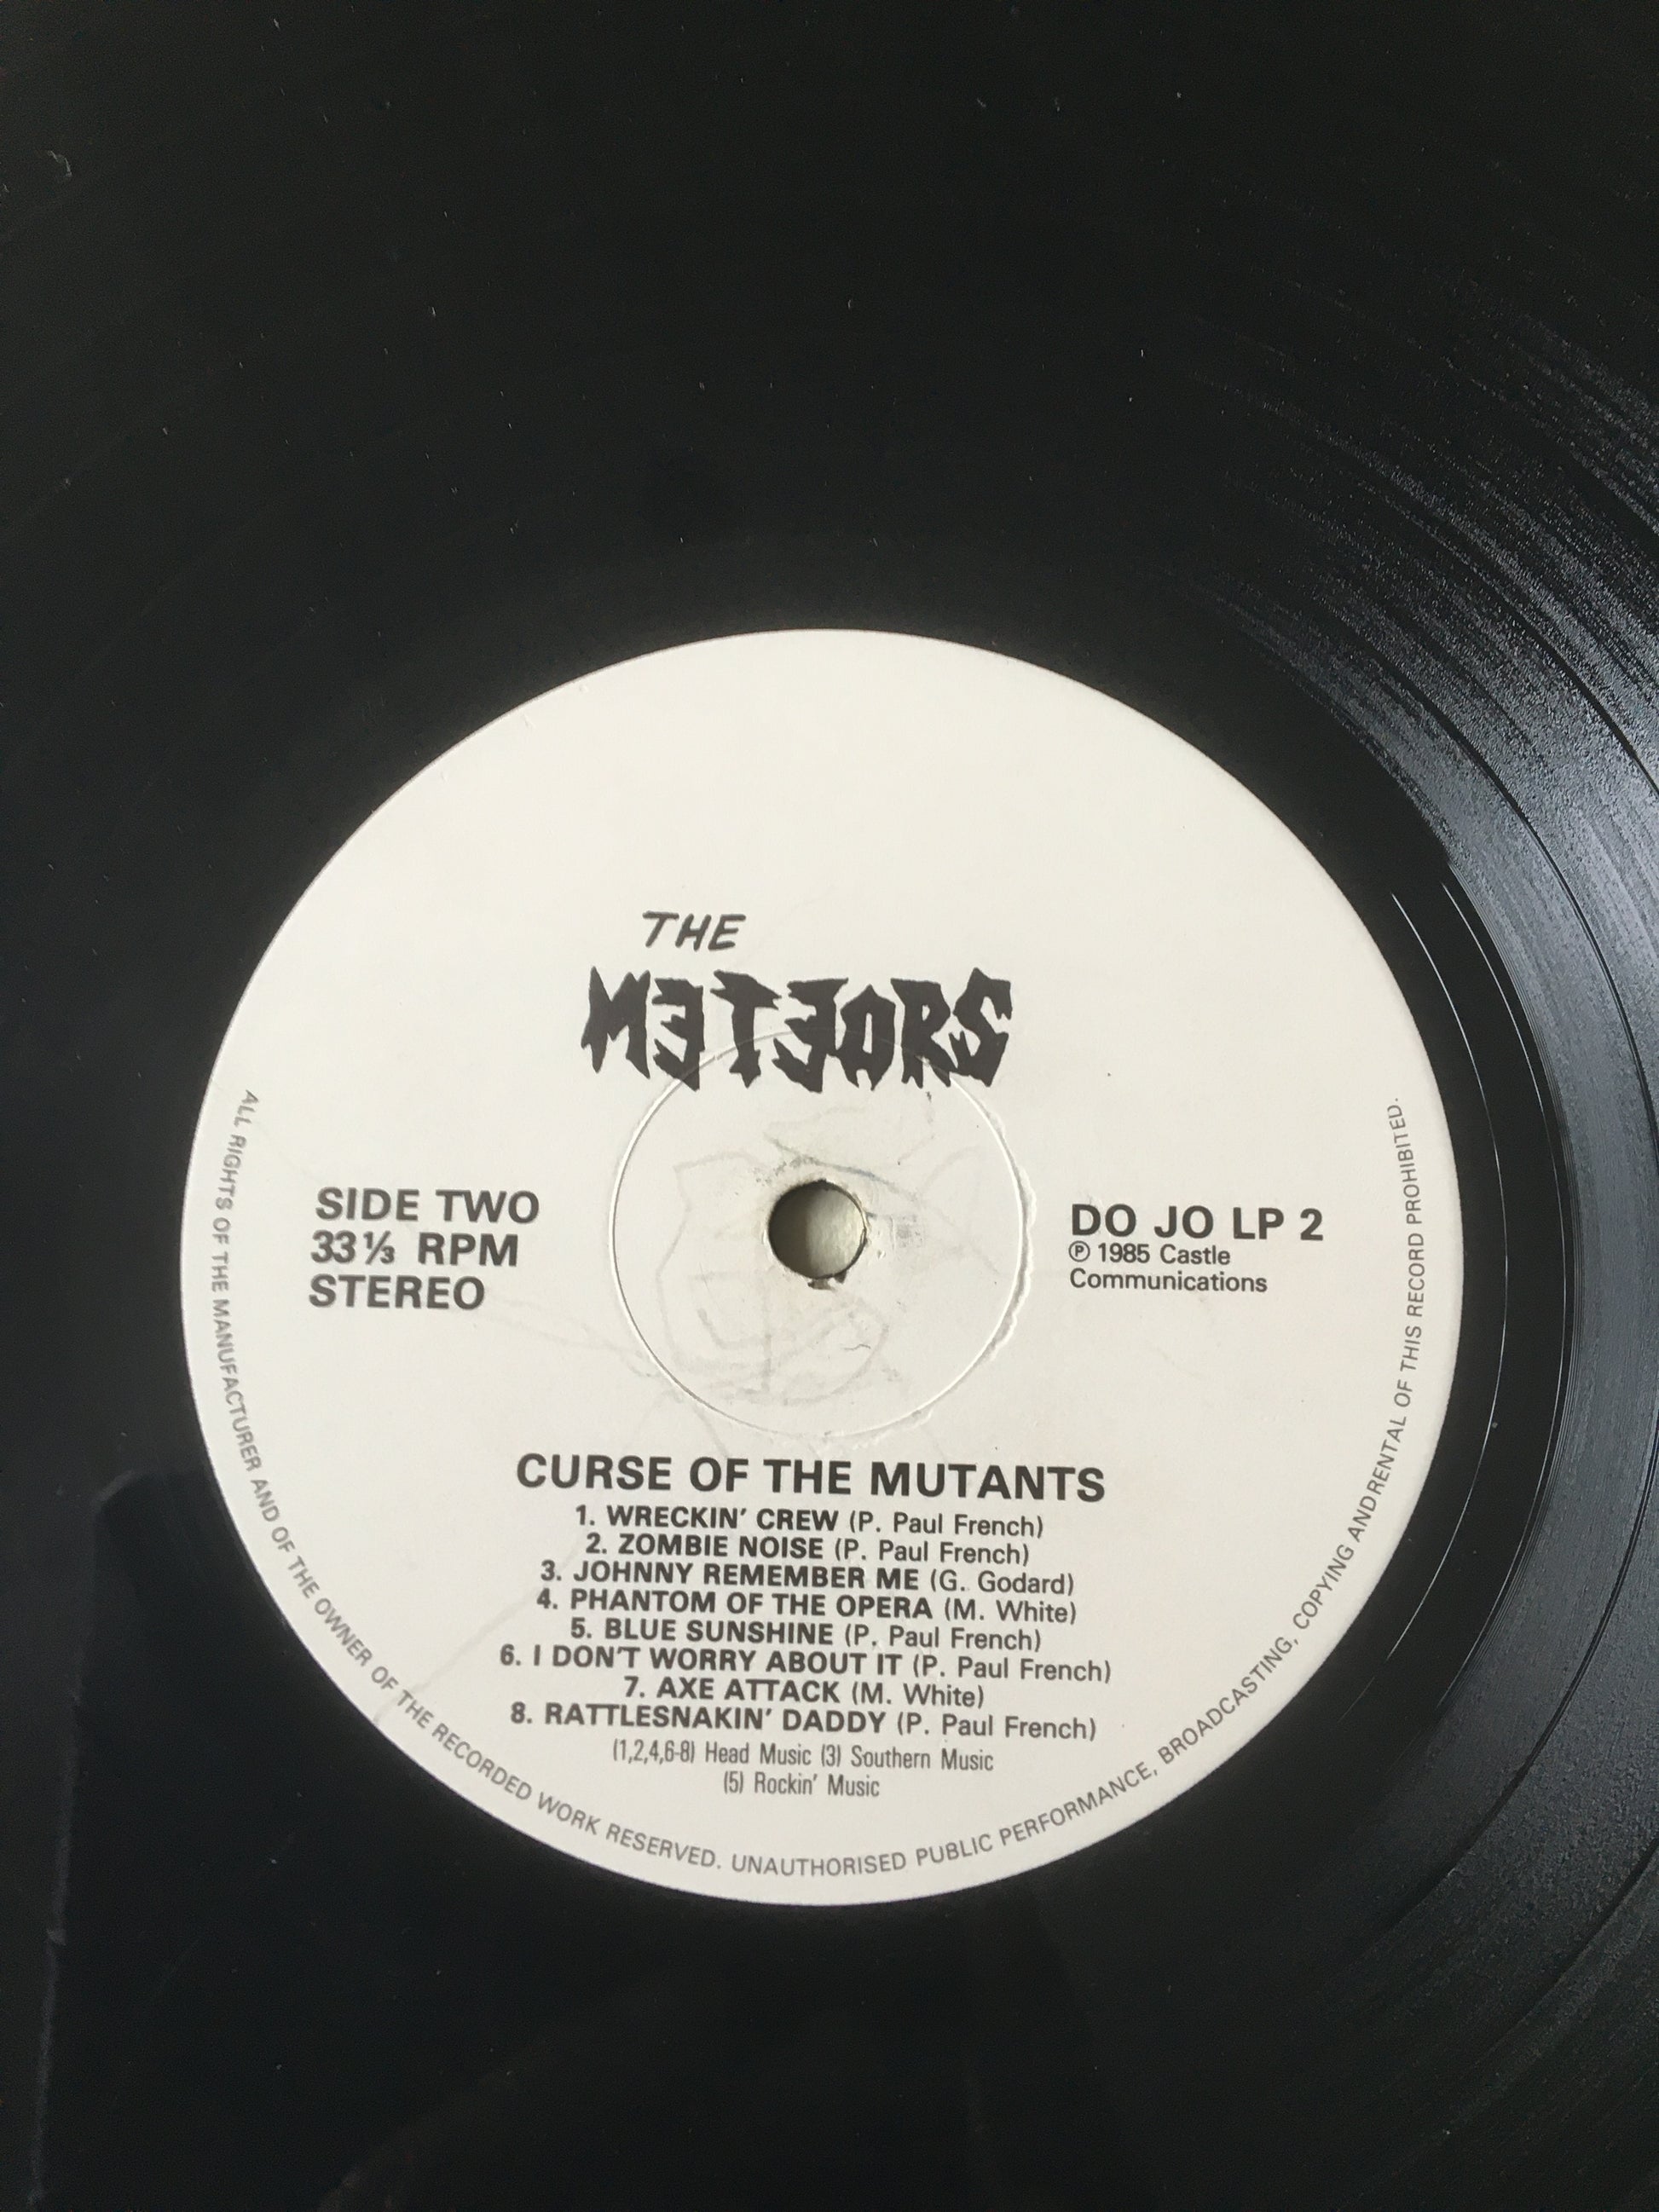 THE
METEORS
SIDE TWO
33⅓ RPM
STEREO
DO JO LP 2
℗ 1985 Castle
Communications
CURSE OF THE MUTANTS
1. WRECKIN' CREW (P. Paul French)
2. ZOMBIE NOISE (P. Paul French)
3. JOHNNY REMEMBER ME (G. Godard)
4. PHANTOM OF THE OPERA (M. White)
5. BLUE SUNSHINE (P. Paul French)
6. I DON'T WORRY ABOUT IT (P. Paul French)
7. AXE ATTACK (M. White)
8. RATTLESNAKIN' DADDY (P. Paul French)
(1,2,4,6-8) Head Music (3) Southern Music
(5) Rockin' Music
ALL RIGHTS OF THE MANUFACTURER AND OF THE OWNER OF THE RECORDED WORK RESERVED. UNAUTHORISED PUBLIC PERFORMANCE, BROADCASTING, COPYING ANDRENTAL OF THIS RECORD PROHIBITED.